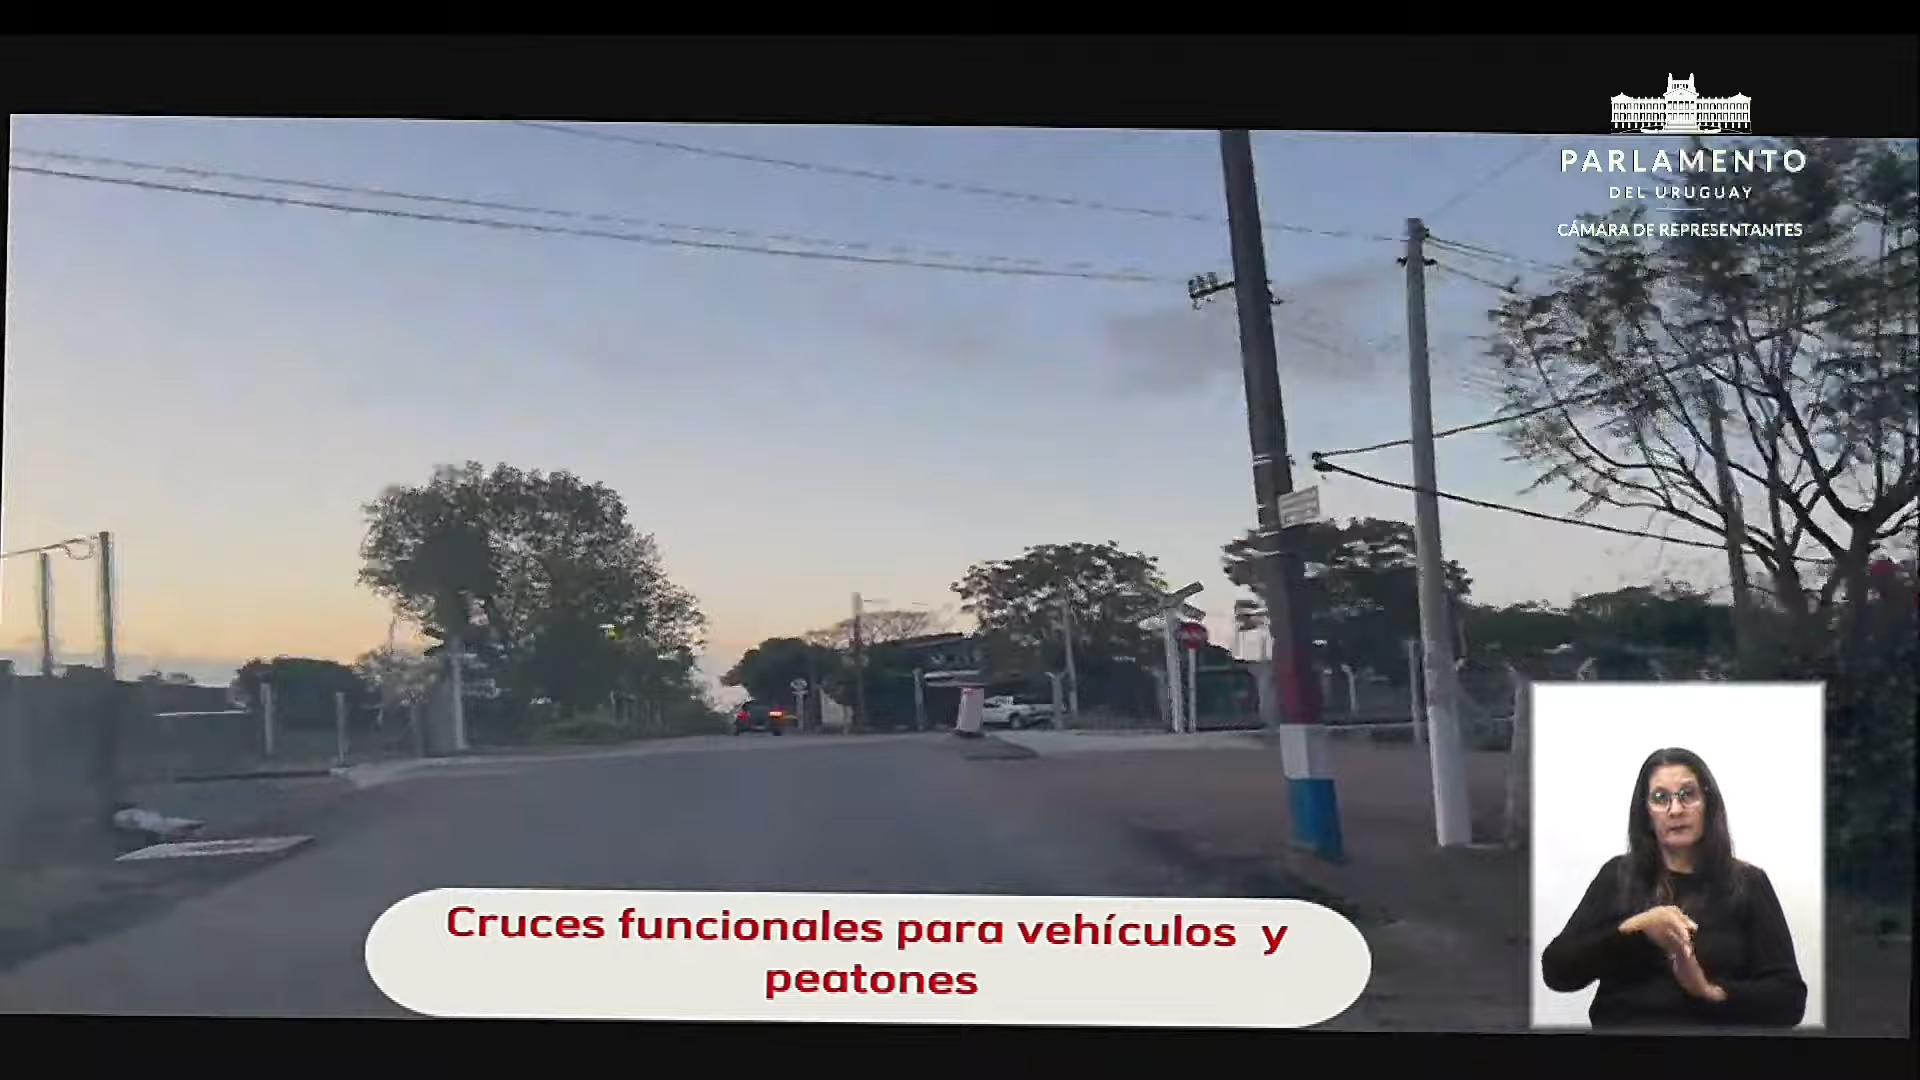 PARLAMENTO
DEL URUGUAY
CÁMARA DE REPRESENTANTES
Cruces funcionales para vehículos y
peatones